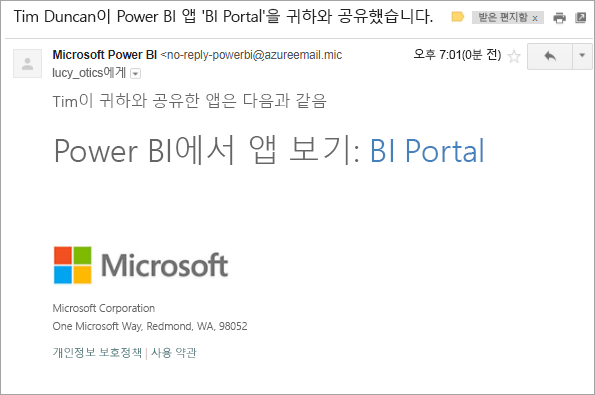 Tim Duncan이 Power BI 앱 'BI Portal'을 귀하와 공유했습니다.
받은 편지함 x
Microsoft Power BI <no-reply-powerbi@azureemail.mic
오후 7:01(0분 전)
lucy_otics에게
Tim이 귀하와 공유한 앱은 다음과 같음
Power BI에서 앱 보기: BI Portal
Microsoft
Microsoft Corporation
One Microsoft Way, Redmond, WA, 98052
개인정보 보호정책 | 사용 약관